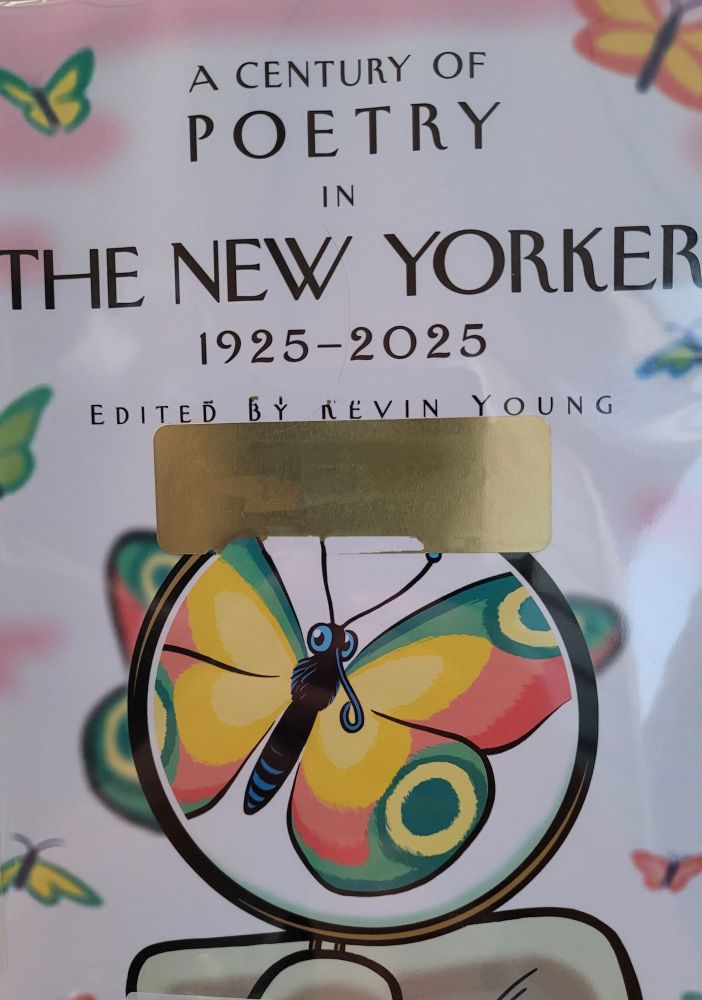 A CENTURY OF
POETRY
IN
THE NEW YORKER
1925–2025
EDITED BY KEVIN YOUNG